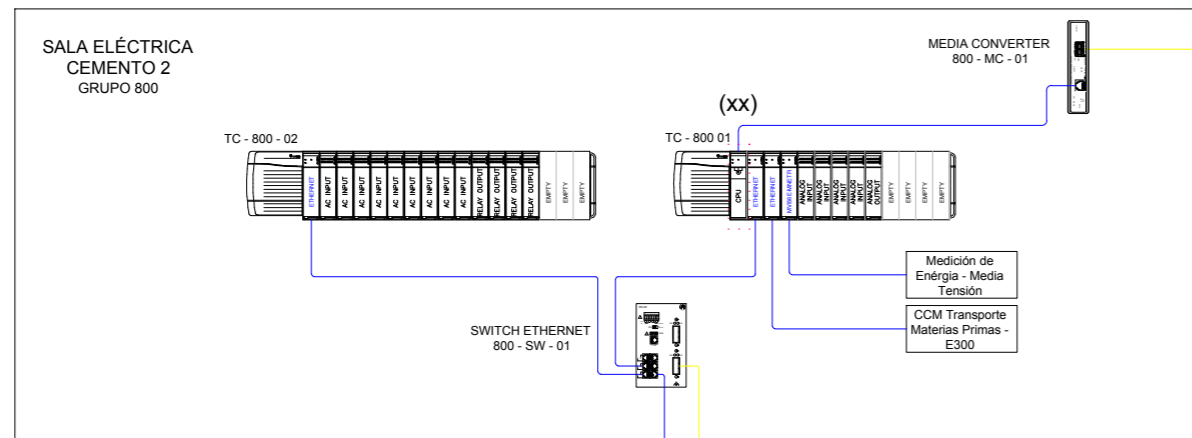 SALA ELÉCTRICA
CEMENTO 2
GRUPO 800
MEDIA CONVERTER
800 - MC - 01
(xx)
TC - 800 - 02
TC - 800 01
ETHERNET
AC INPUT
AC INPUT
AC INPUT
AC INPUT
AC INPUT
AC INPUT
AC INPUT
AC INPUT
RELAY OUTPUT
RELAY OUTPUT
RELAY OUTPUT
RELAY OUTPUT
EMPTY
EMPTY
EMPTY
CPU
ETHERNET
ETHERNET
ANALOG
INPUT
ANALOG
INPUT
ANALOG
INPUT
ANALOG
INPUT
ANALOG
OUTPUT
EMPTY
EMPTY
EMPTY
EMPTY
Medición de
Enérgia - Media
Tensión
CCM Transporte
Materias Primas -
E300
SWITCH ETHERNET
800 - SW - 01